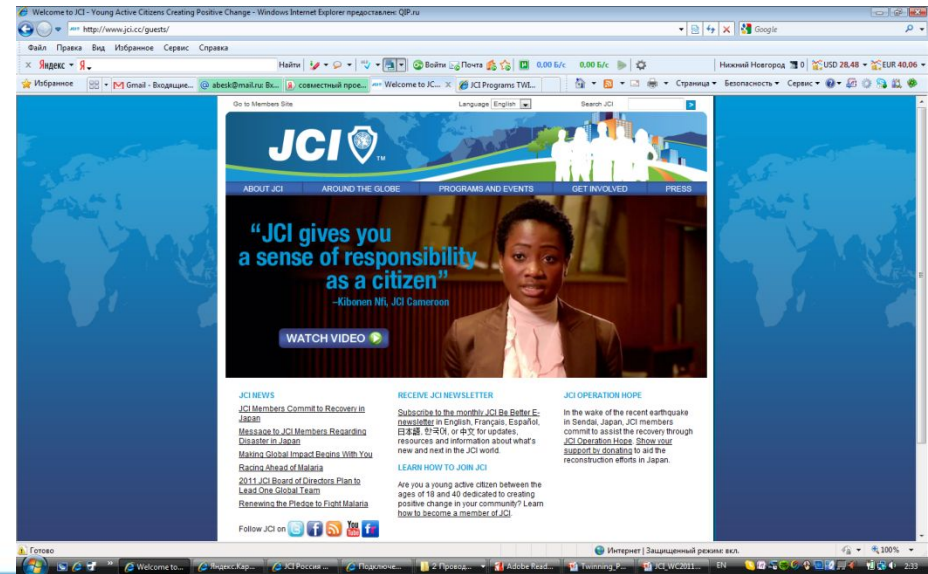 Welcome to JCI - Young Active Citizens Creating Positive Change - Windows Internet Explorer предоставлен: QIP.ru
http://www.jci.cc/guests/
Google
Файл Правка Вид Избранное Сервис Справка
Яндекс Найти Войти Почта 0,00 Б/с 0,00 Б/с Нижний Новгород 0 USD 28,48 EUR 40,06
Избранное Gmail - Входящие... abesk@mail.ru: Вх... совместный прое... Welcome to JC... JCI Programs TWI... Страница Безопасность Сервис
Go to Members Site Language English Search JCI
JCI TM
ABOUT JCI AROUND THE GLOBE PROGRAMS AND EVENTS GET INVOLVED PRESS
“JCI gives you
a sense of responsibility
as a citizen”
–Kibonen Nfi, JCI Cameroon
WATCH VIDEO
JCI NEWS
JCI Members Commit to Recovery in
Japan
Message to JCI Members Regarding
Disaster in Japan
Making Global Impact Begins With You
Racing Ahead of Malaria
2011 JCI Board of Directors Plan to
Lead One Global Team
Renewing the Pledge to Fight Malaria
Follow JCI on You Tube
RECEIVE JCI NEWSLETTER
Subscribe to the monthly JCI Be Better E-
newsletter in English, Français, Español,
日本語, 한국어, or 中文 for updates,
resources and information about what's
new and next in the JCI world.
LEARN HOW TO JOIN JCI
Are you a young active citizen between the
ages of 18 and 40 dedicated to creating
positive change in your community? Learn
how to become a member of JCI.
JCI OPERATION HOPE
In the wake of the recent earthquake
in Sendai, Japan, JCI members
commit to assist the recovery through
JCI Operation Hope. Show your
support by donating to aid the
reconstruction efforts in Japan.
Готово Интернет | Защищенный режим: вкл. 100%
Welcome to... Яндекс.Кар... JCI Россия ... Подключе... 2 Провод... Adobe Read... Twinning_P... JCI_WC2011... EN 2:33